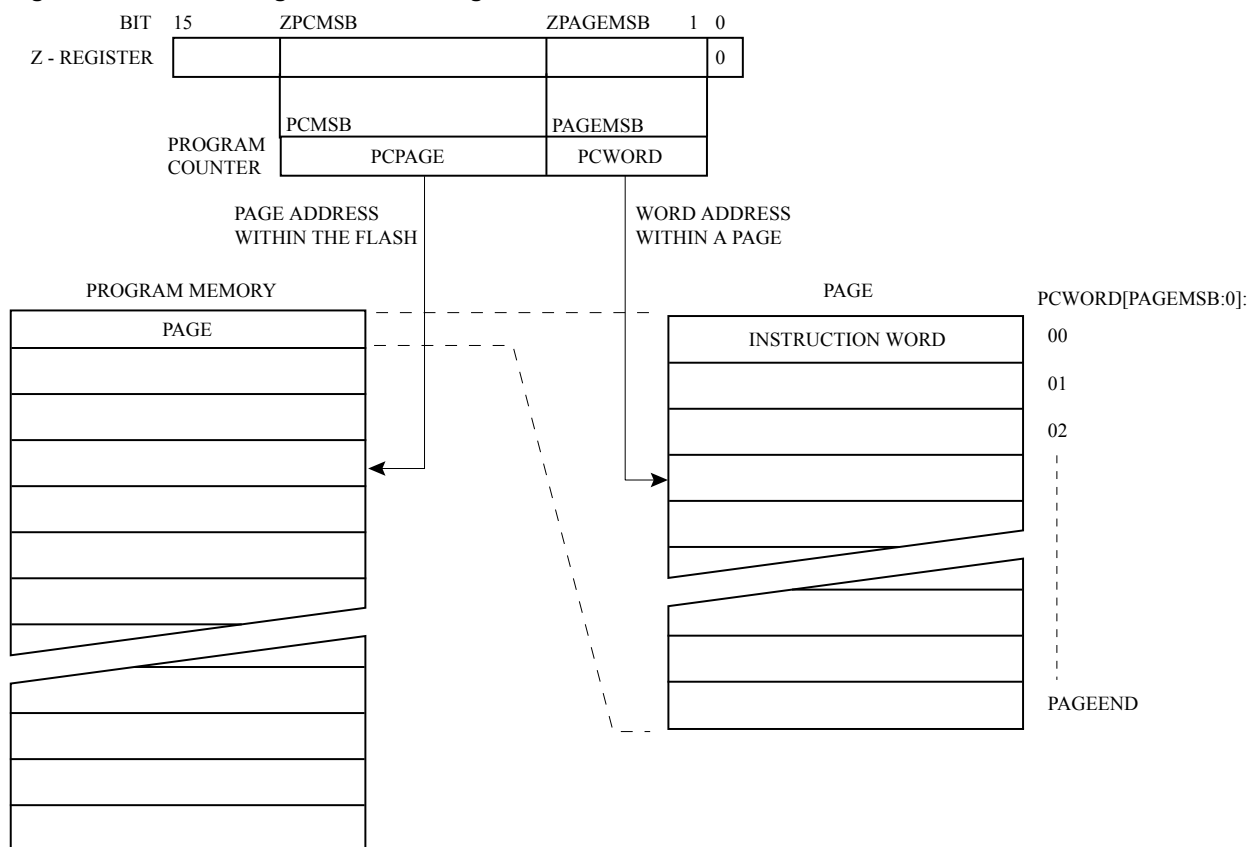 BIT 15 ZPCMSB ZPAGEMSB 1 0
Z - REGISTER 0
PCMSB PAGEMSB
PROGRAM
COUNTER
PCPAGE PCWORD
PAGE ADDRESS
WITHIN THE FLASH
WORD ADDRESS
WITHIN A PAGE
PROGRAM MEMORY
PAGE
PAGE
PCWORD[PAGEMSB:0]:
INSTRUCTION WORD
00
01
02
PAGEEND